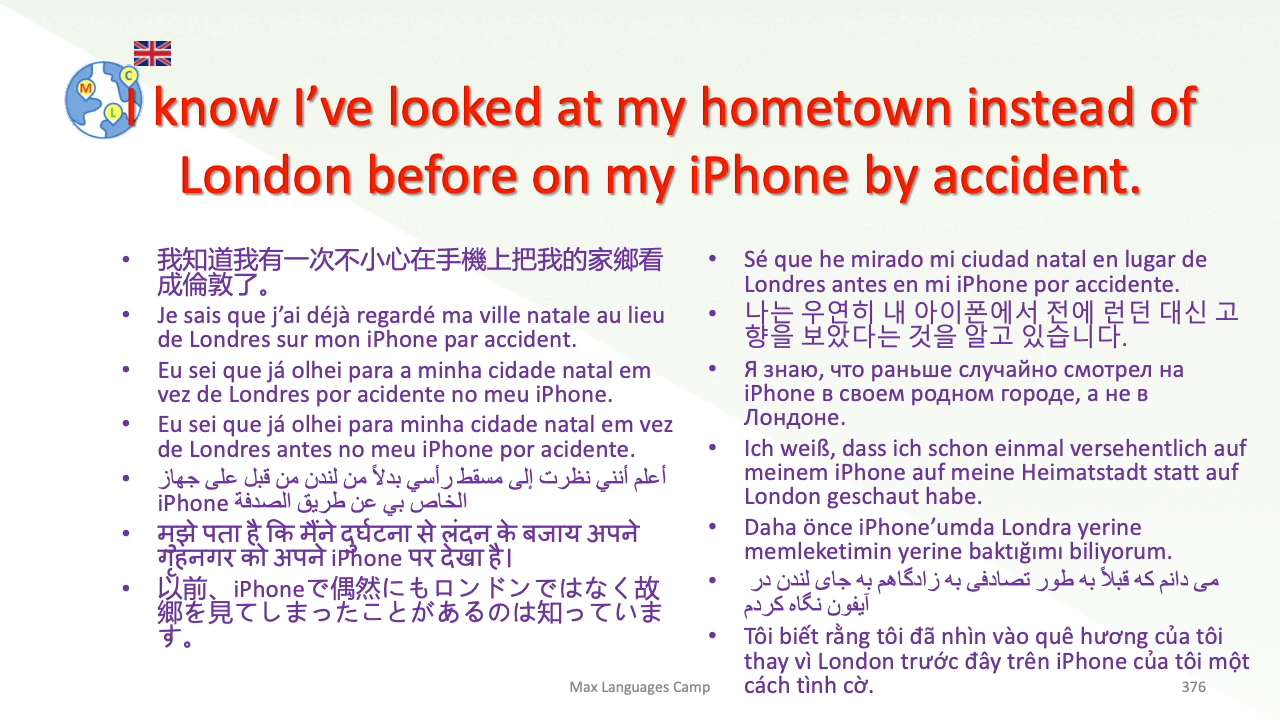 M
C
L
I know I’ve looked at my hometown instead of
London before on my iPhone by accident.
• 我知道我有一次不小心在手機上把我的家鄉看
成倫敦了。
• Je sais que j’ai déjà regardé ma ville natale au lieu
de Londres sur mon iPhone par accident.
• Eu sei que já olhei para a minha cidade natal em
vez de Londres por acidente no meu iPhone.
• Eu sei que já olhei para minha cidade natal em vez
de Londres antes no meu iPhone por acidente.
• أعلم أنني نظرت إلى مسقط رأسي بدلاً من لندن من قبل على جهاز
iPhone الخاص بي عن طريق الصدفة
• मुझे पता है कि मैंने दुर्घटना से लंदन के बजाय अपने
गृहनगर को अपने iPhone पर देखा है।
• 以前、iPhoneで偶然にもロンドンではなく故
郷を見てしまったことがあるのは知っていま
す。
• Sé que he mirado mi ciudad natal en lugar de
Londres antes en mi iPhone por accidente.
• 나는 우연히 내 아이폰에서 전에 런던 대신 고
향을 보았다는 것을 알고 있습니다.
• Я знаю, что раньше случайно смотрел на
iPhone в своем родном городе, а не в
Лондоне.
• Ich weiß, dass ich schon einmal versehentlich auf
meinem iPhone auf meine Heimatstadt statt auf
London geschaut habe.
• Daha önce iPhone’umda Londra yerine
memleketimin yerine baktığımı biliyorum.
• می دانم که قبلاً به طور تصادفی به زادگاهم به جای لندن در
آیفون نگاه کردم
• Tôi biết rằng tôi đã nhìn vào quê hương của tôi
thay vì London trước đây trên iPhone của tôi một
cách tình cờ.
Max Languages Camp
376